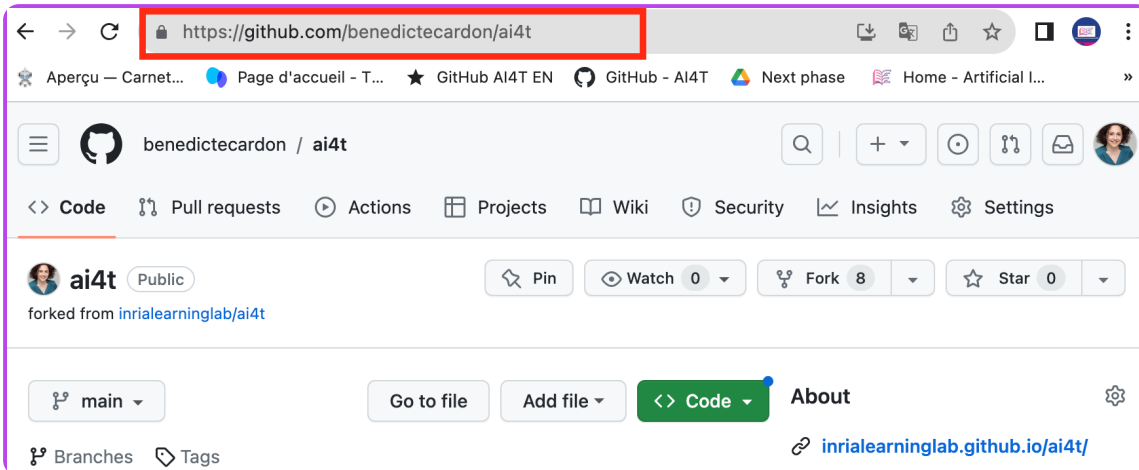 https://github.com/benedictecardon/ai4t
Aperçu — Carnet... Page d'accueil - T... GitHub AI4T EN GitHub - AI4T Next phase Home - Artificial I... »
benedictecardon / ai4t
<> Code Pull requests Actions Projects Wiki Security Insights Settings
ai4t Public Pin Watch 0 Fork 8 Star 0
forked from inrialearninglab/ai4t
main Go to file Add file <> Code About
Branches Tags inrialearninglab.github.io/ai4t/